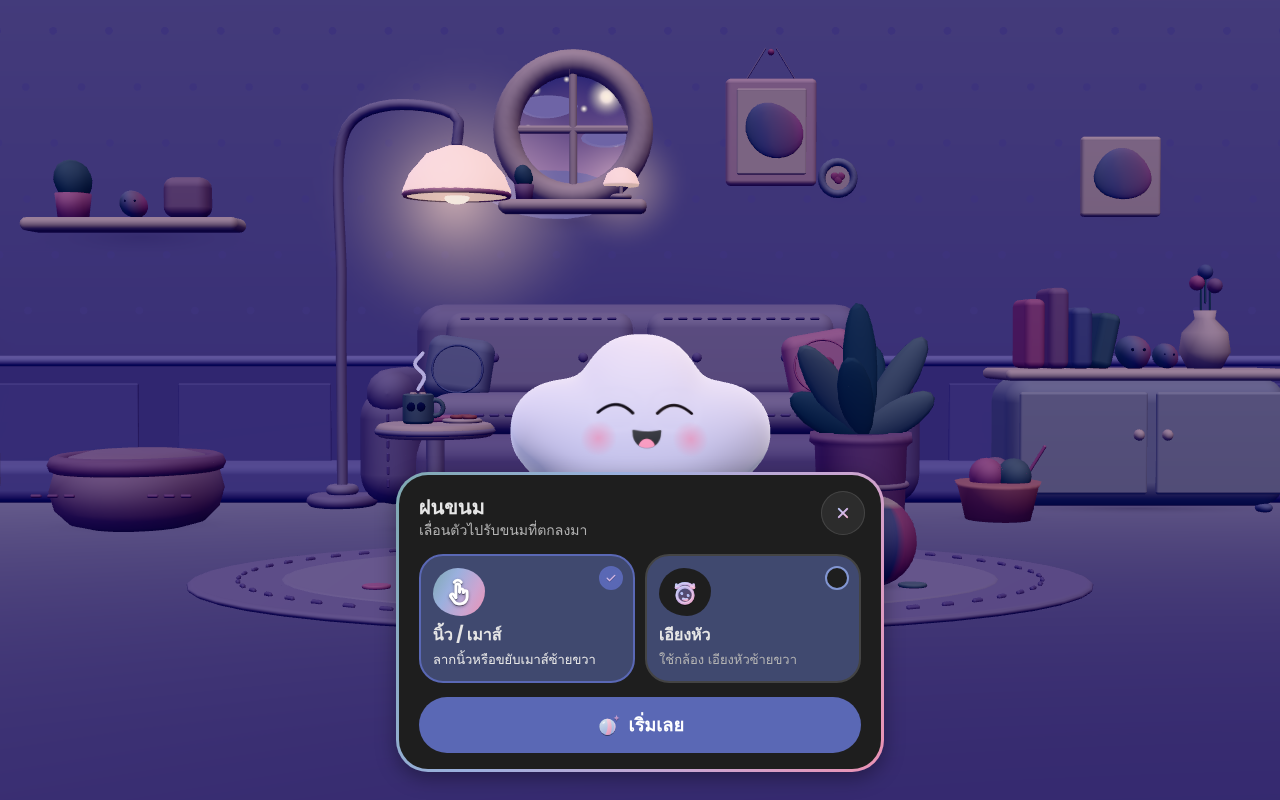 ฝนขนม
เลื่อนตัวไปรับขนมที่ตกลงมา
นิ้ว / เมาส์
ลากนิ้วหรือขยับเมาส์ซ้ายขวา
เอียงหัว
ใช้กล้อง เอียงหัวซ้ายขวา
เริ่มเลย